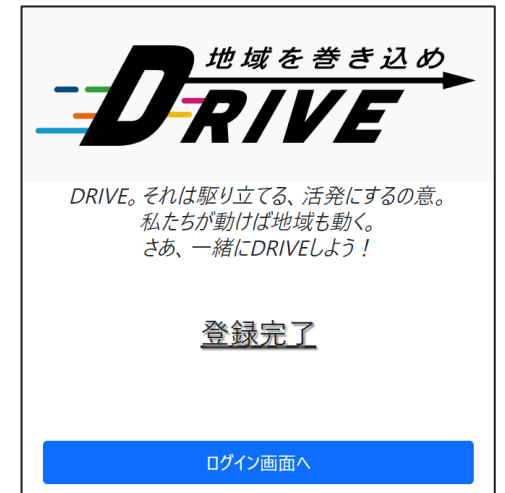 地域を巻き込め
DRIVE
DRIVE。それは駆り立てる、活発にするの意。
私たちが動けば地域も動く。
さあ、一緒にDRIVEしよう！
登録完了
ログイン画面へ